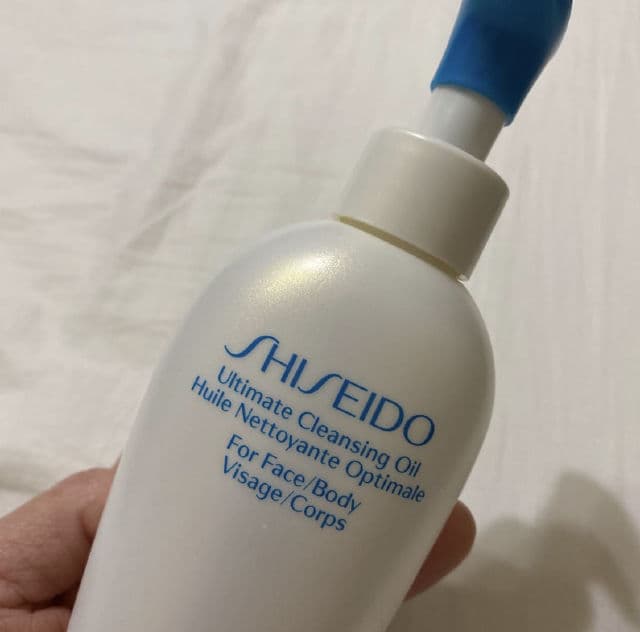 SHISEIDO
Ultimate Cleansing Oil
Huile Nettoyante Optimale
For Face/Body
Visage/Corps